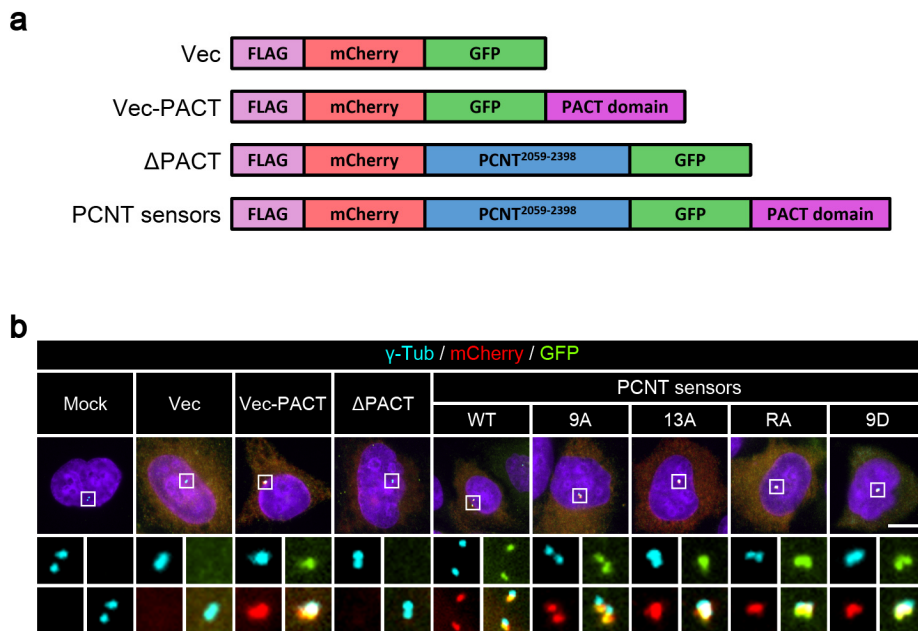 a
Vec FLAG mCherry GFP
Vec-PACT FLAG mCherry GFP PACT domain
ΔPACT FLAG mCherry PCNT²⁰⁵⁹⁻²³⁹⁸ GFP
PCNT sensors FLAG mCherry PCNT²⁰⁵⁹⁻²³⁹⁸ GFP PACT domain
b
γ-Tub / mCherry / GFP
Mock Vec Vec-PACT ΔPACT PCNT sensors
WT 9A 13A RA 9D